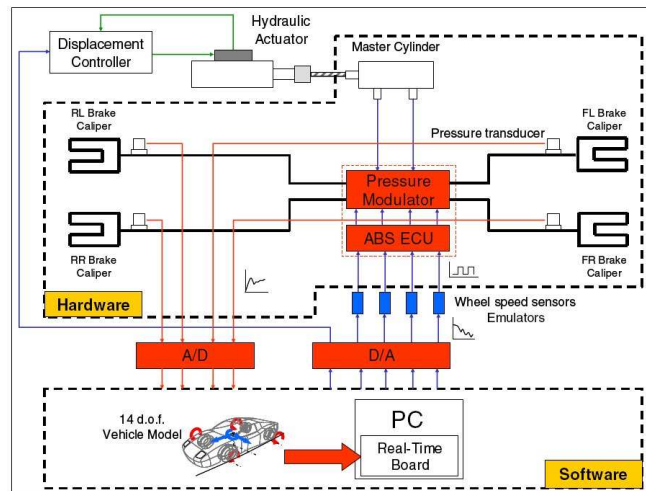 Hydraulic
Actuator
Displacement
Controller
Master Cylinder
RL Brake
Caliper
FL Brake
Caliper
Pressure transducer
Pressure
Modulator
ABS ECU
RR Brake
Caliper
FR Brake
Caliper
Hardware
Wheel speed sensors
Emulators
A/D
D/A
14 d.o.f.
Vehicle Model
PC
Real-Time
Board
Software